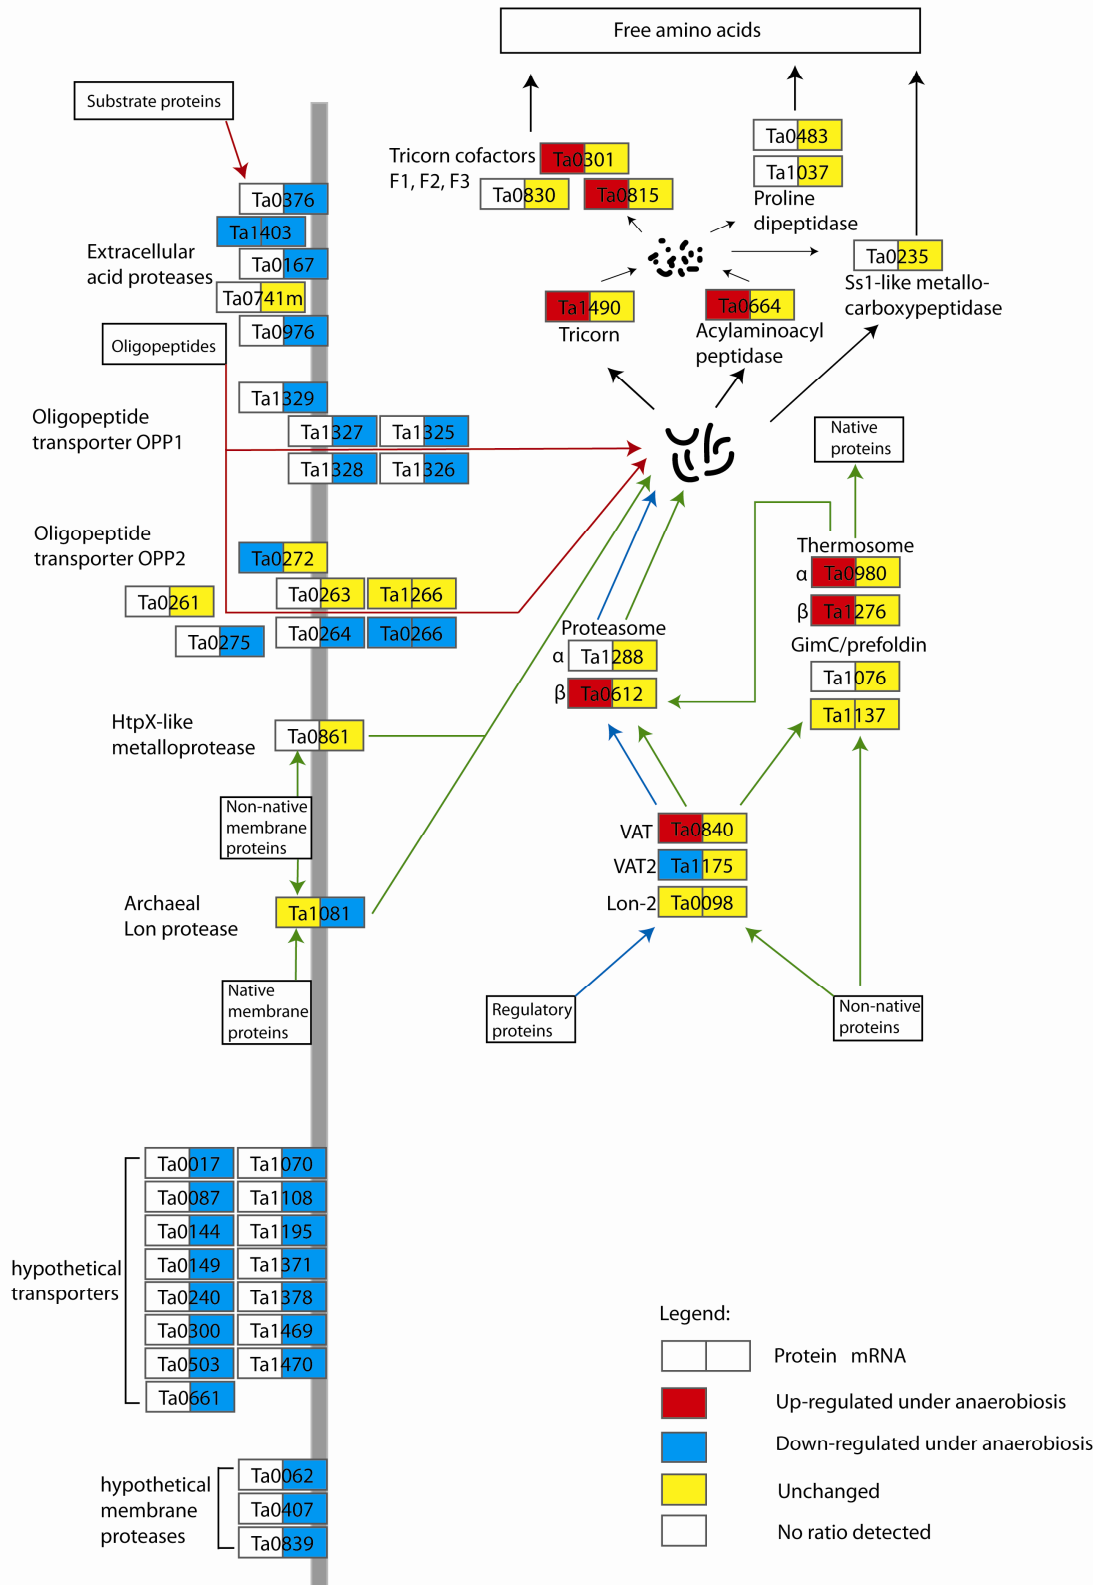 Free amino acids
Substrate proteins
Ta0483
Tricorn cofactors
F1, F2, F3
Ta0301
Ta1037
Ta0830
Ta0815
Proline
dipeptidase
Ta0376
Ta1403
Extracellular
acid proteases
Ta0167
Ta0741m
Ta0976
Ta0235
Ss1-like metallo-
carboxypeptidase
Ta1490
Tricorn
Ta0664
Acylaminoacyl
peptidase
Oligopeptides
Ta1329
Oligopeptide
transporter OPP1
Ta1327
Ta1325
Ta1328
Ta1326
Native
proteins
Oligopeptide
transporter OPP2
Ta0272
Ta0261
Ta0263
Ta1266
Ta0275
Ta0264
Ta0266
Thermosome
α
Ta0980
β
Ta1276
Proteasome
α
Ta1288
β
Ta0612
GimC/prefoldin
Ta1076
Ta1137
HtpX-like
metalloprotease
Ta0861
Non-native
membrane
proteins
VAT
Ta0840
VAT2
Ta1175
Lon-2
Ta0098
Archaeal
Lon protease
Ta1081
Native
membrane
proteins
Regulatory
proteins
Non-native
proteins
hypothetical
transporters
Ta0017
Ta1070
Ta0087
Ta1108
Ta0144
Ta1195
Ta0149
Ta1371
Ta0240
Ta1378
Ta0300
Ta1469
Ta0503
Ta1470
Ta0661
hypothetical
membrane
proteases
Ta0062
Ta0407
Ta0839
Legend:
Protein mRNA
Up-regulated under anaerobiosis
Down-regulated under anaerobiosis
Unchanged
No ratio detected